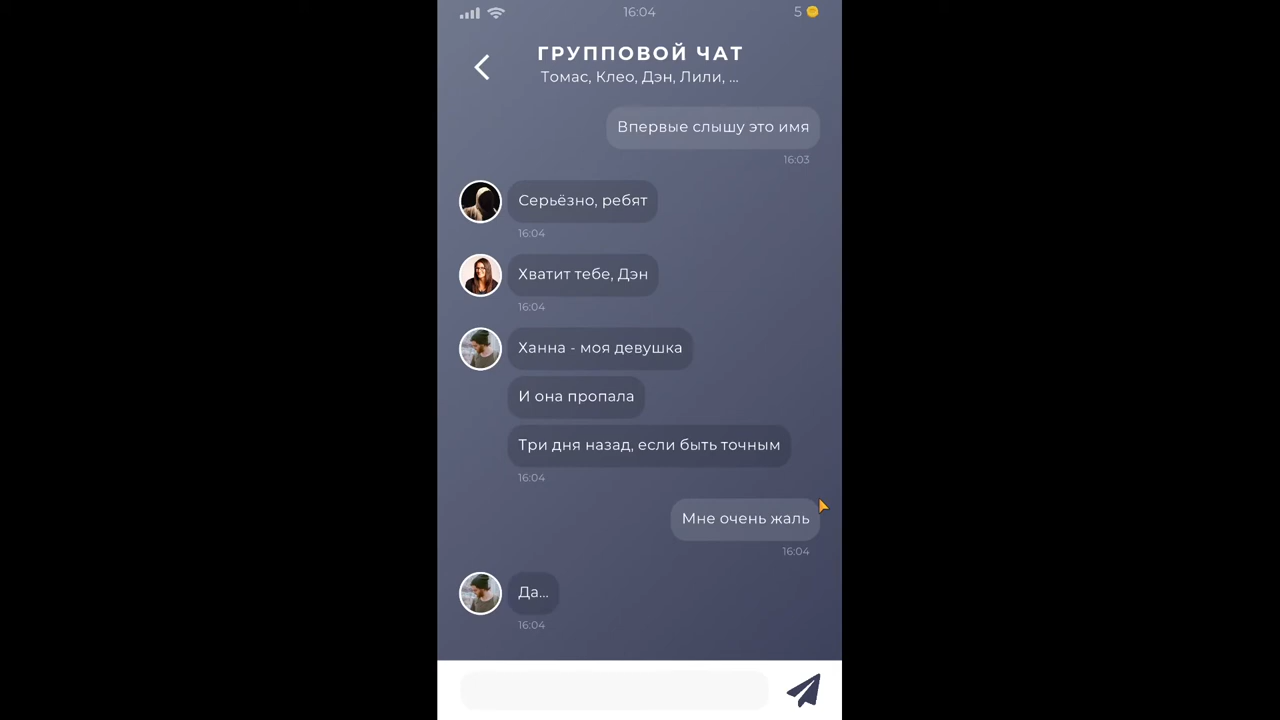 16:04
5
ГРУППОВОЙ ЧАТ
Томас, Клео, Дэн, Лили, ...
Впервые слышу это имя
16:03
Серьёзно, ребят
16:04
Хватит тебе, Дэн
16:04
Ханна - моя девушка
И она пропала
Три дня назад, если быть точным
16:04
Мне очень жаль
16:04
Да...
16:04